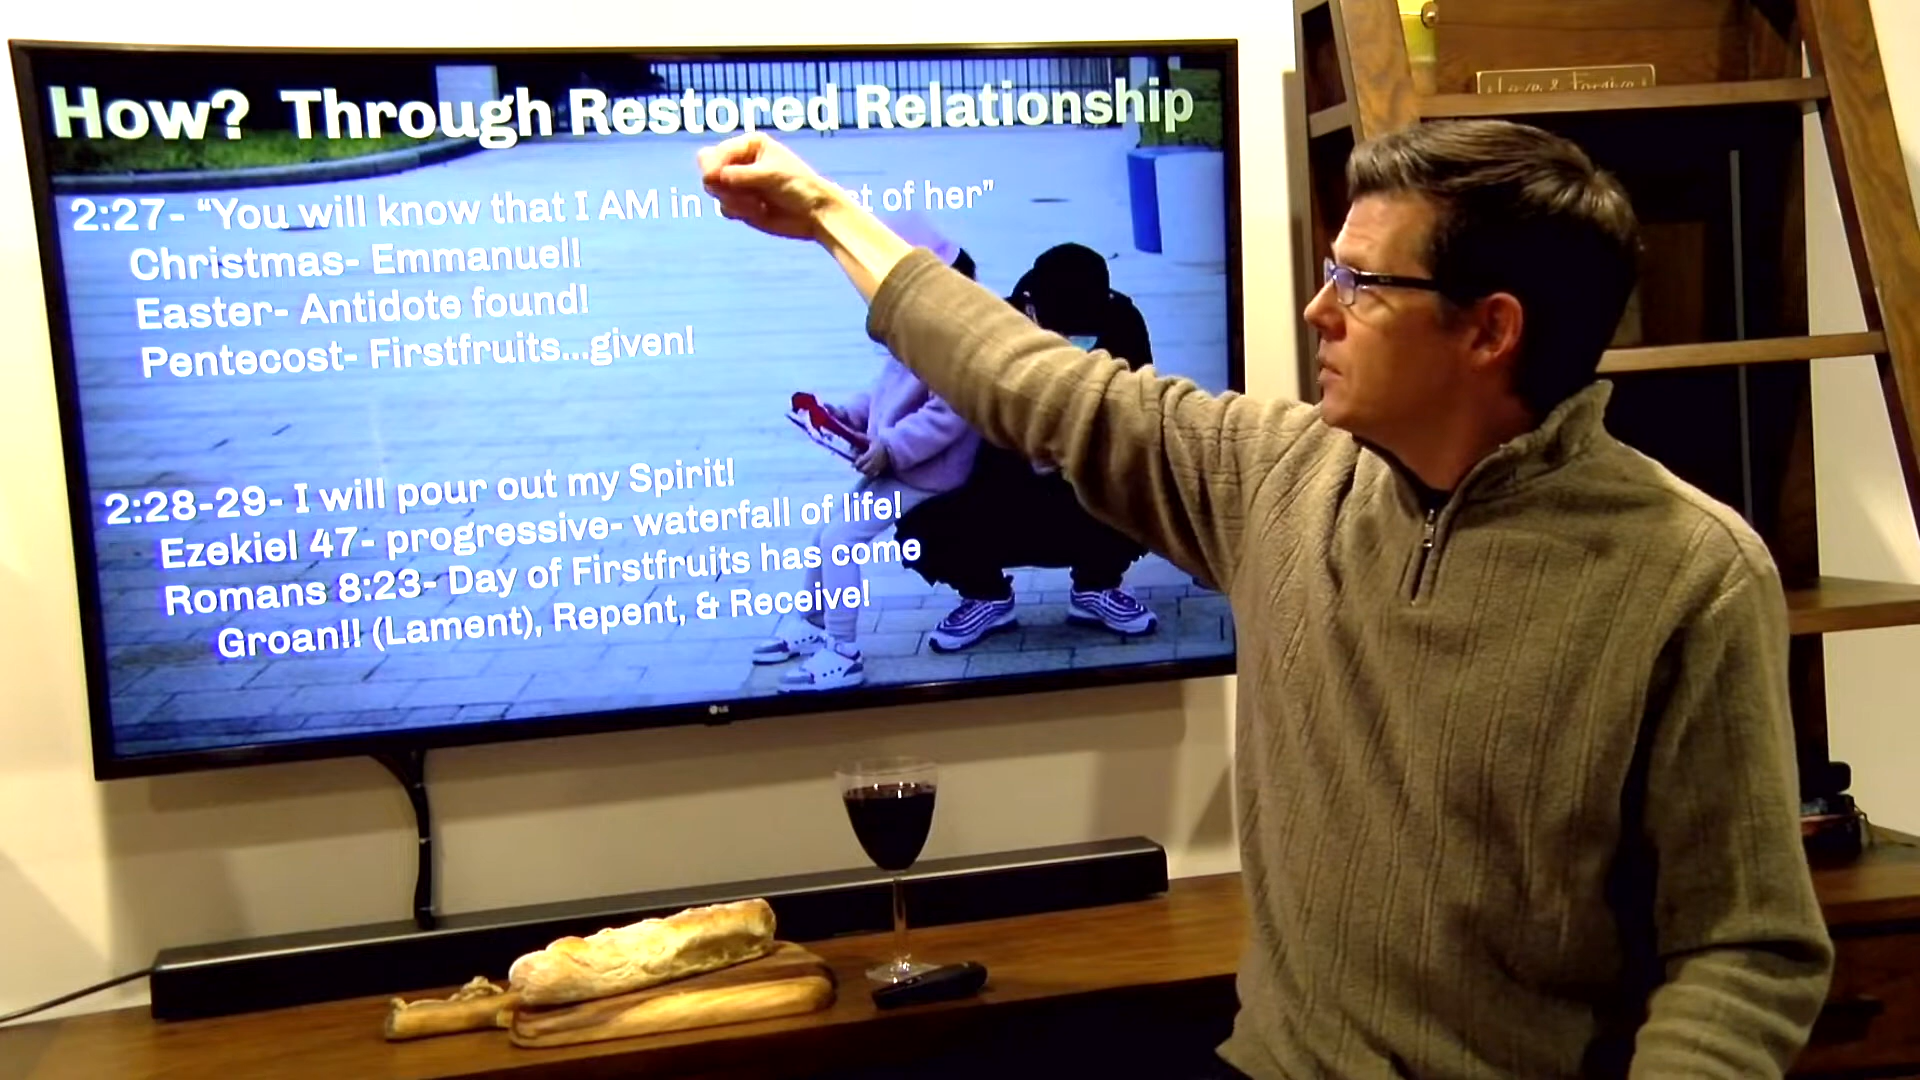 How? Through Restored Relationship
2:27- “You will know that I AM in of her”
Christmas- Emmanuel!
Easter- Antidote found!
Pentecost- Firstfruits...given!
2:28-29- I will pour out my Spirit!
Ezekiel 47- progressive- waterfall of life!
Romans 8:23- Day of Firstfruits has come
Groan!! (Lament), Repent, & Receive!
LG
Love & Forgive